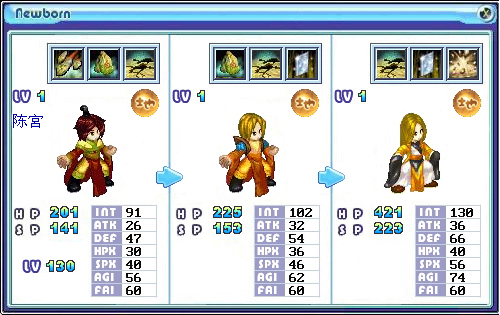 Newborn
LV 1
陈宮
HP 201
SP 141
LV 130
INT 91
ATK 26
DEF 47
HPX 30
SPX 40
AGI 56
FAI 60
LV 1
HP 225
SP 153
INT 102
ATK 32
DEF 54
HPX 36
SPX 46
AGI 62
FAI 60
LV 1
HP 421
SP 223
INT 130
ATK 36
DEF 66
HPX 40
SPX 56
AGI 74
FAI 60